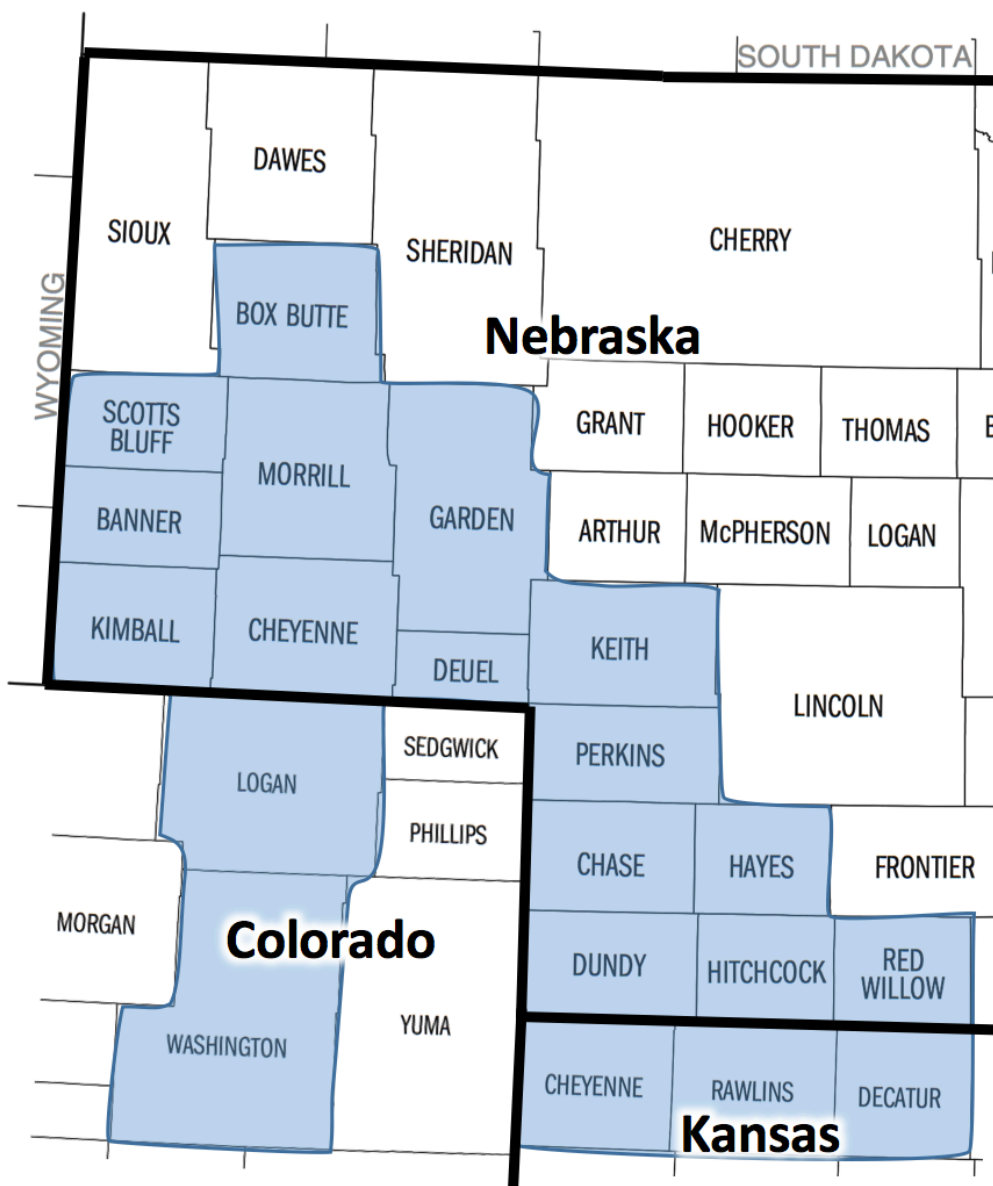 SOUTH DAKOTA
DAWES
SIOUX
CHERRY
SHERIDAN
WYOMING
BOX BUTTE
Nebraska
SCOTTS
BLUFF
GRANT
HOOKER
THOMAS
MORRILL
BANNER
GARDEN
ARTHUR
McPHERSON
LOGAN
KIMBALL
CHEYENNE
DEUEL
KEITH
LINCOLN
SEDGWICK
PERKINS
LOGAN
PHILLIPS
CHASE
HAYES
FRONTIER
MORGAN
Colorado
DUNDY
HITCHCOCK
RED
WILLOW
YUMA
WASHINGTON
CHEYENNE
RAWLINS
DECATUR
Kansas